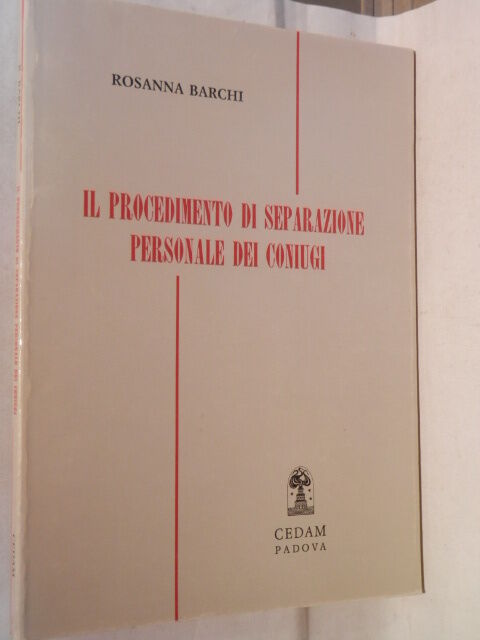 ROSANNA BARCHI
IL PROCEDIMENTO DI SEPARAZIONE
PERSONALE DEI CONIUGI
CEDAM
PADOVA